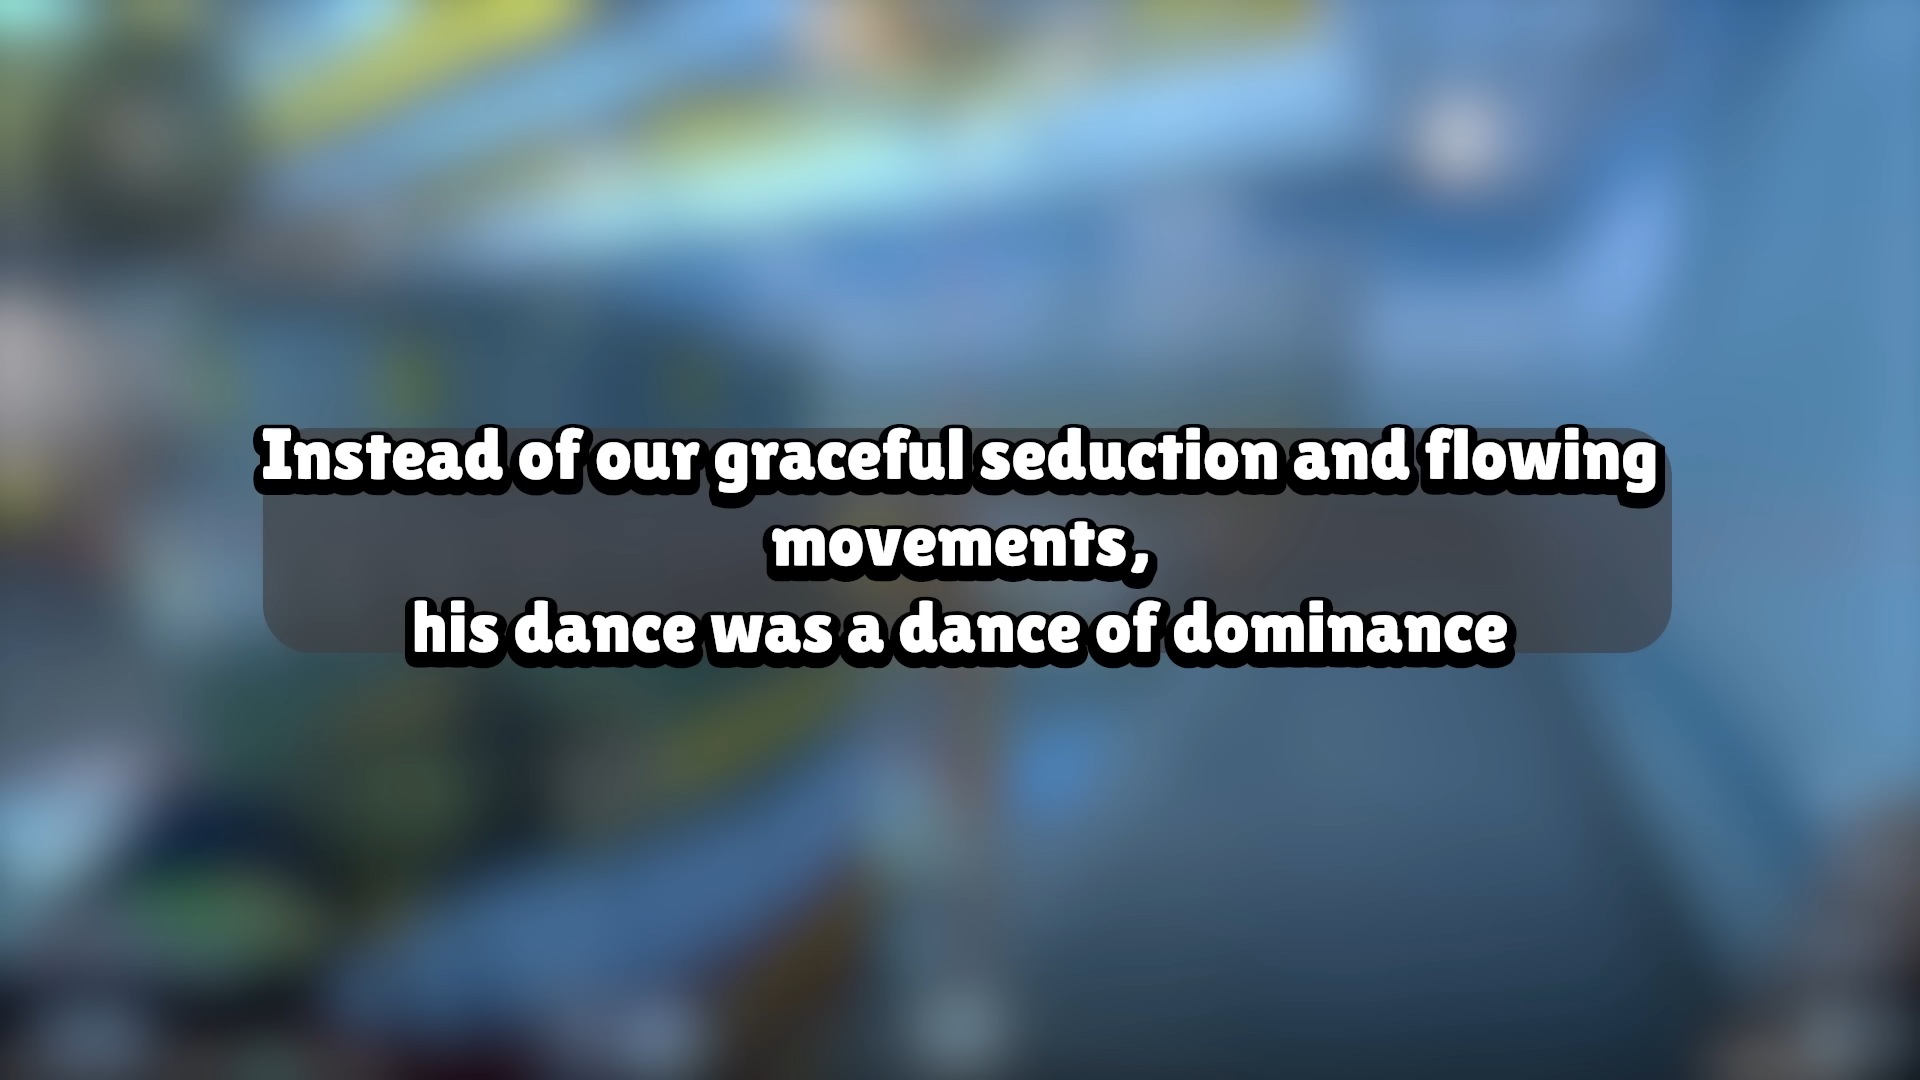 Instead of our graceful seduction and flowing
movements,
his dance was a dance of dominance